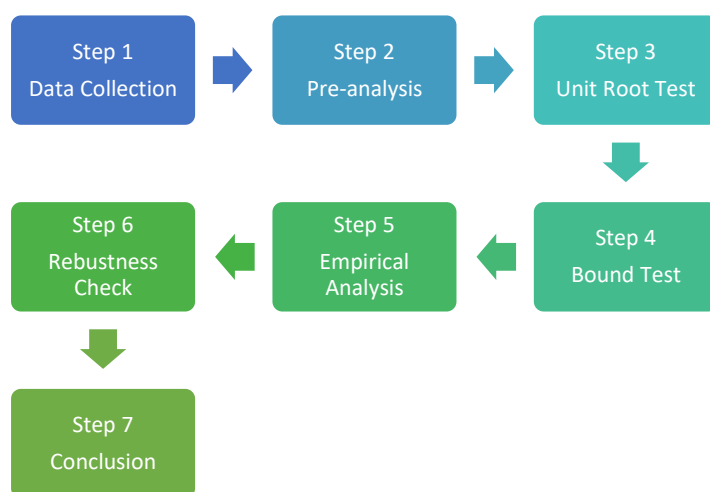 Step 1
Data Collection
Step 2
Pre-analysis
Step 3
Unit Root Test
Step 4
Bound Test
Step 5
Empirical
Analysis
Step 6
Rebustness
Check
Step 7
Conclusion